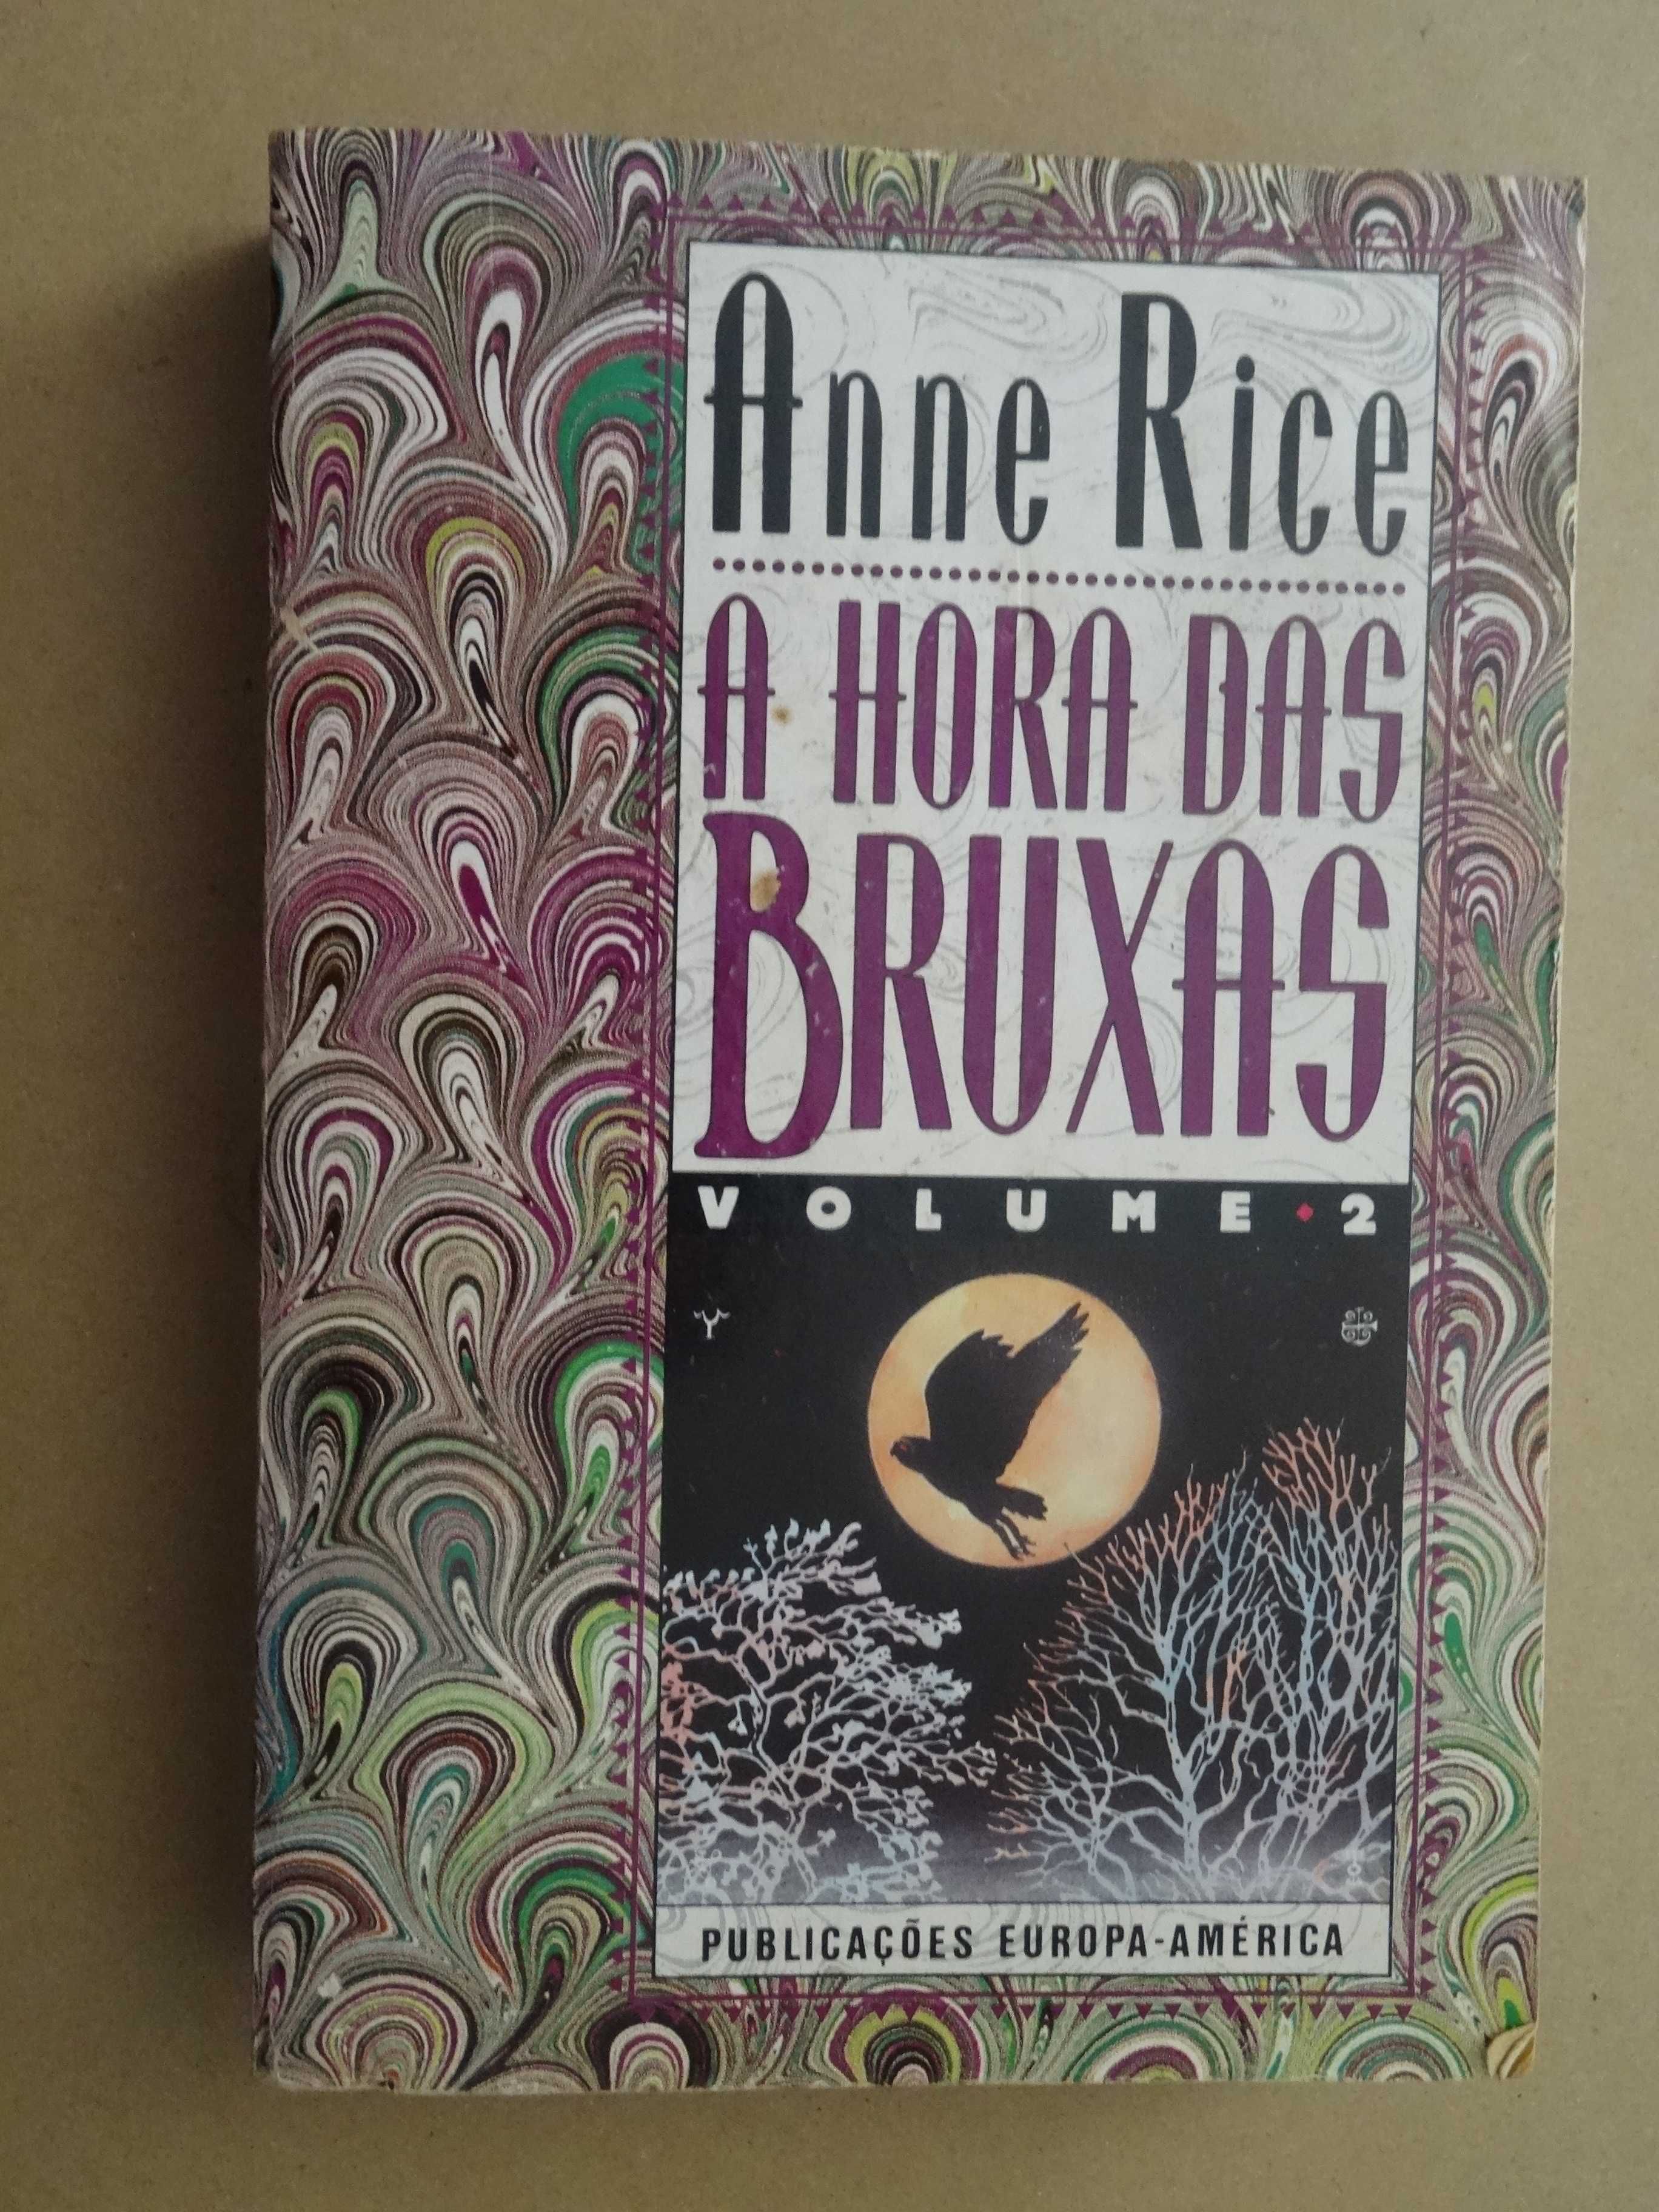 Anne Rice
A HORA DAS
BRUXAS
VOLUME • 2
PUBLICAÇÕES EUROPA-AMÉRICA